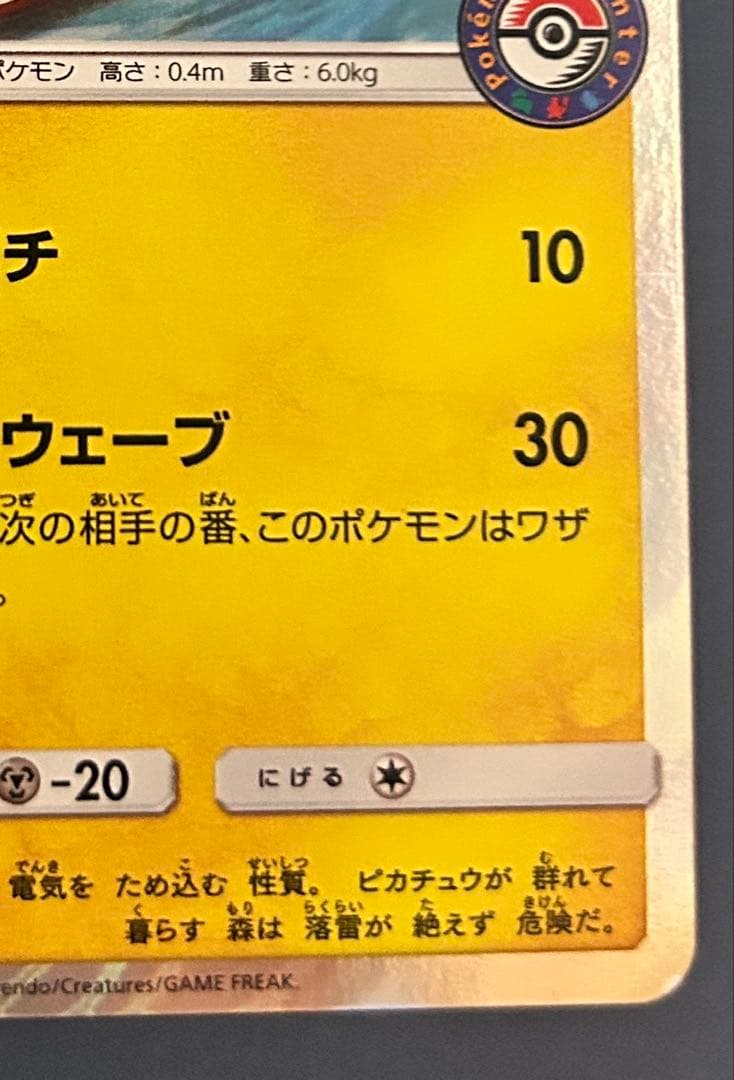 ポケモン 高さ：0.4m 重さ：6.0kg
チ 10
ウェーブ 30
つぎ あいて ばん
次の相手の番、このポケモンはワザ
。
-20 にげる
でんき こ せいしつ む
電気を ため込む 性質。 ピカチュウが 群れて
く もり らくらい た きけん
暮らす 森は 落雷が 絶えず 危険だ。
endo/Creatures/GAME FREAK.